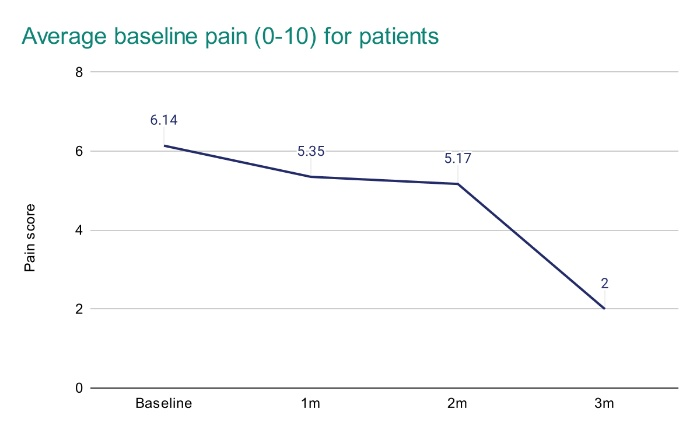 Average baseline pain (0-10) for patients
8
6
4
2
0
Pain score
6.14
5.35
5.17
2
Baseline
1m
2m
3m